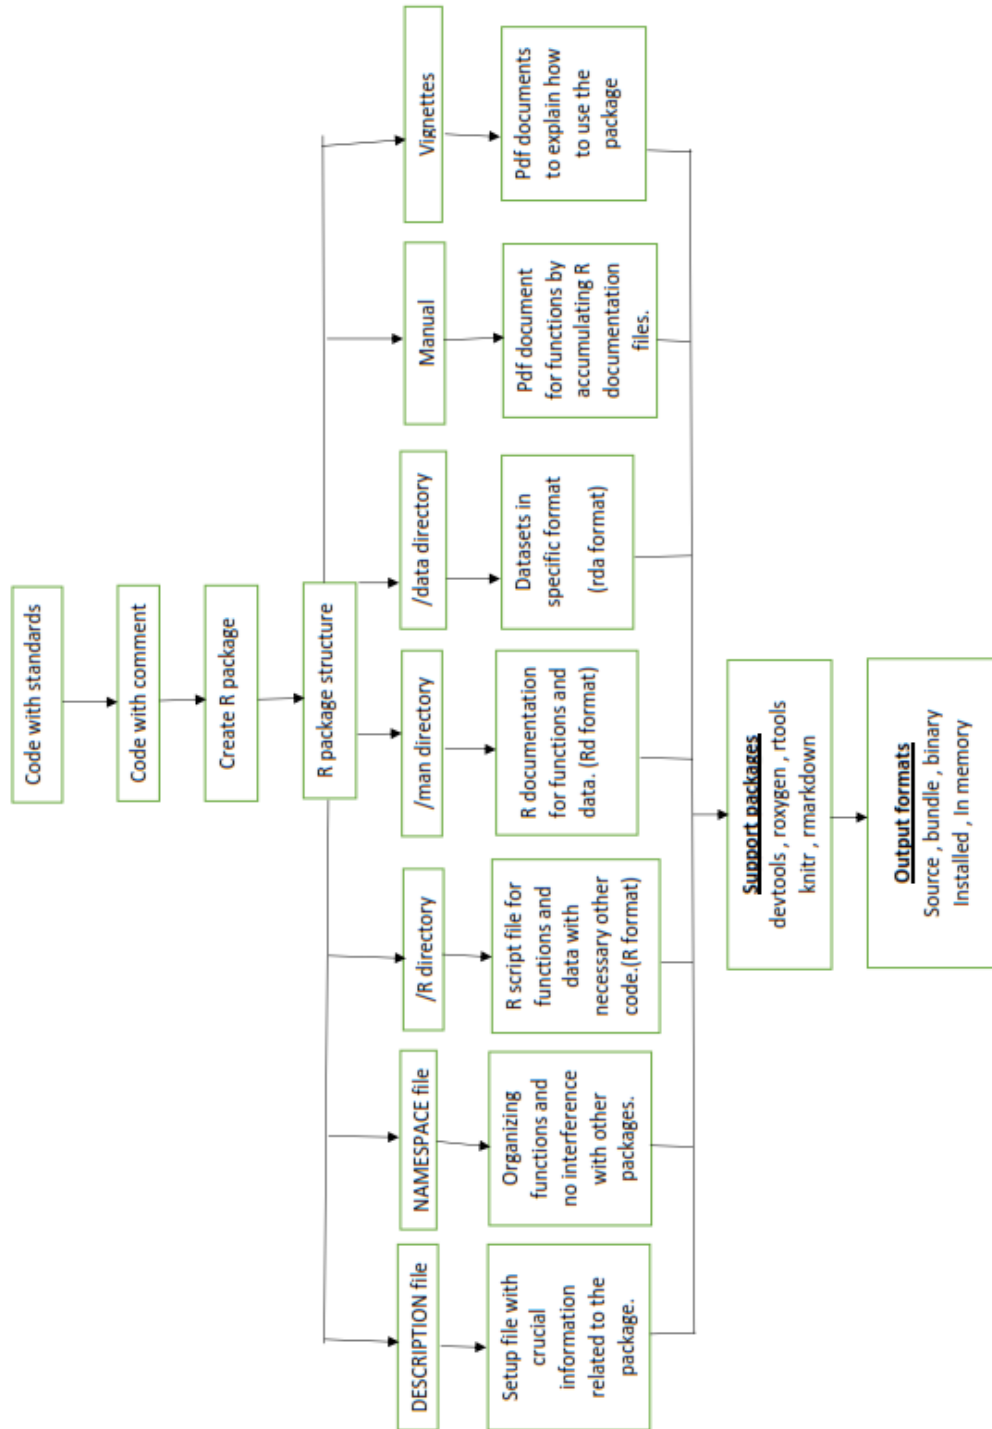 Code with standards
Code with comment
Create R package
R package structure
DESCRIPTION file
NAMESPACE file
/R directory
/man directory
/data directory
Manual
Vignettes
Setup file with
crucial
information
related to the
package.
Organizing
functions and
no interference
with other
packages.
R script file for
functions and
data with
necessary other
code.(R format)
R documentation
for functions and
data. (Rd format)
Datasets in
specific format
(rda format)
Pdf document
for functions by
accumulating R
documentation
files.
Pdf documents
to explain how
to use the
package
Support packages
devtools , roxygen , rtools
knitr , rmarkdown
Output formats
Source , bundle , binary
Installed , In memory